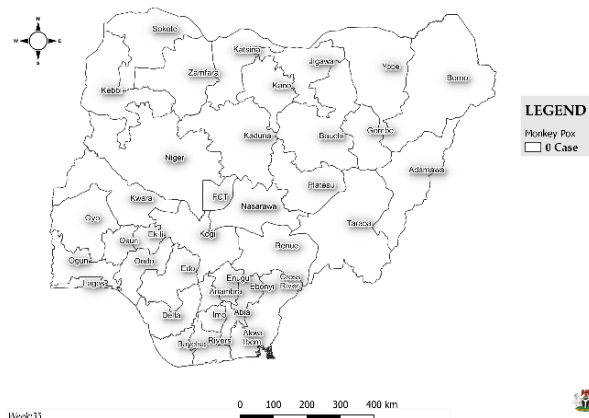 N
W E
S
Sokoto
Katsina
Jigawa
Yobe
Borno
Zamfara
Kano
Kebbi
Kaduna
Bauchi
Gombe
Niger
Adamawa
Plateau
Kwara
FCT
Nasarawa
Oyo
Taraba
Osun
Ekiti
Kogi
Benue
Ogun
Ondo
Edo
Lagos
Enugu
Anambra
Ebonyi
Cross
River
Delta
Imo
Abia
Akwa
Ibom
Bayelsa
Rivers
LEGEND
Monkey Pox
0 Case
0 100 200 300 400 km
Week:33